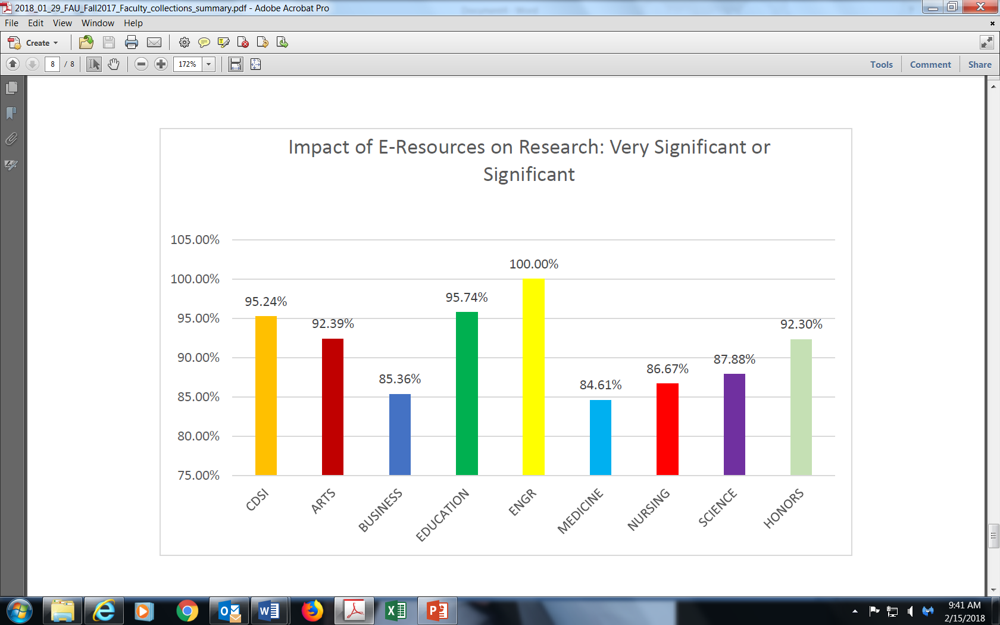 2018_01_29_FAU_Fall2017_Faculty_collections_summary.pdf - Adobe Acrobat Pro
File Edit View Window Help
Create
8 / 8 172% Tools Comment Share
Impact of E-Resources on Research: Very Significant or
Significant
105.00%
100.00%
95.00%
90.00%
85.00%
80.00%
75.00%
95.24%
92.39%
85.36%
95.74%
100.00%
84.61%
86.67%
87.88%
92.30%
CDSI
ARTS
BUSINESS
EDUCATION
ENGR
MEDICINE
NURSING
SCIENCE
HONORS
9:41 AM
2/15/2018